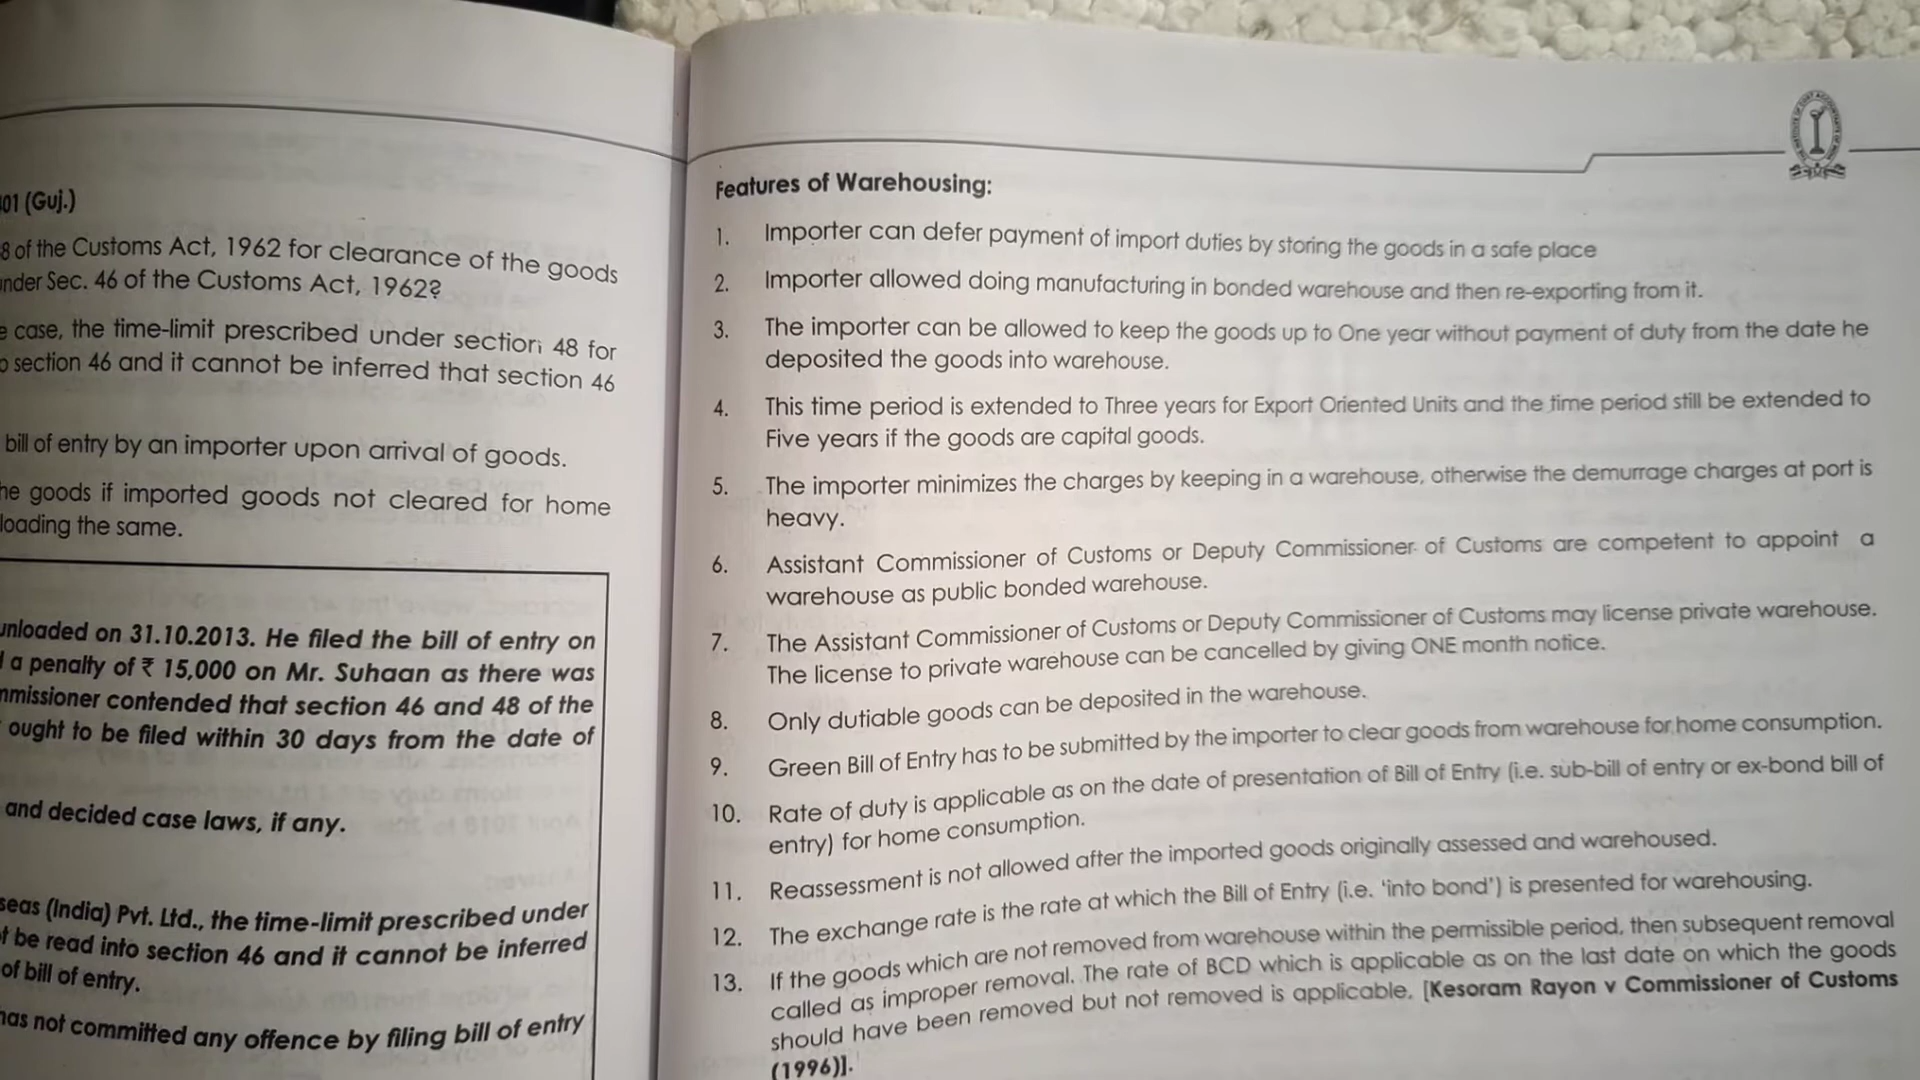 01 (Guj.)
8 of the Customs Act, 1962 for clearance of the goods
under Sec. 46 of the Customs Act, 1962?
case, the time-limit prescribed under section 48 for
section 46 and it cannot be inferred that section 46
bill of entry by an importer upon arrival of goods.
he goods if imported goods not cleared for home
loading the same.
unloaded on 31.10.2013. He filed the bill of entry on
a penalty of ₹ 15,000 on Mr. Suhaan as there was
mmissioner contended that section 46 and 48 of the
ought to be filed within 30 days from the date of
and decided case laws, if any.
seas (India) Pvt. Ltd., the time-limit prescribed under
t be read into section 46 and it cannot be inferred
of bill of entry.
has not committed any offence by filing bill of entry
Features of Warehousing:
1. Importer can defer payment of import duties by storing the goods in a safe place
2. Importer allowed doing manufacturing in bonded warehouse and then re-exporting from it.
3. The importer can be allowed to keep the goods up to One year without payment of duty from the date he
deposited the goods into warehouse.
4. This time period is extended to Three years for Export Oriented Units and the time period still be extended to
Five years if the goods are capital goods.
5. The importer minimizes the charges by keeping in a warehouse, otherwise the demurrage charges at port is
heavy.
6. Assistant Commissioner of Customs or Deputy Commissioner of Customs are competent to appoint a
warehouse as public bonded warehouse.
7. The Assistant Commissioner of Customs or Deputy Commissioner of Customs may license private warehouse.
The license to private warehouse can be cancelled by giving ONE month notice.
8. Only dutiable goods can be deposited in the warehouse.
9. Green Bill of Entry has to be submitted by the importer to clear goods from warehouse for home consumption.
10. Rate of duty is applicable as on the date of presentation of Bill of Entry (i.e. sub-bill of entry or ex-bond bill of
entry) for home consumption.
11. Reassessment is not allowed after the imported goods originally assessed and warehoused.
12. The exchange rate is the rate at which the Bill of Entry (i.e. 'into bond') is presented for warehousing.
13. If the goods which are not removed from warehouse within the permissible period, then subsequent removal
called as improper removal. The rate of BCD which is applicable as on the last date on which the goods
should have been removed but not removed is applicable. [Kesoram Rayon v Commissioner of Customs
(1996)].